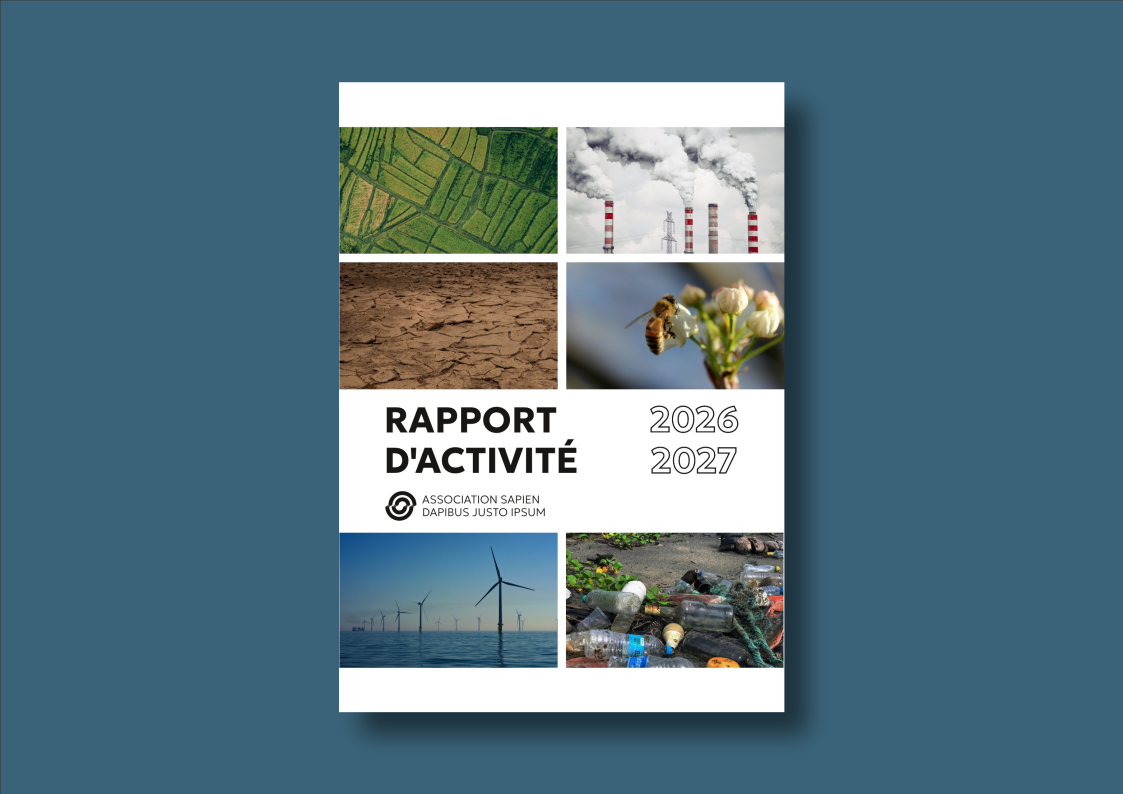 RAPPORT
D'ACTIVITÉ
2026
2027
ASSOCIATION SAPIEN
DAPIBUS JUSTO IPSUM